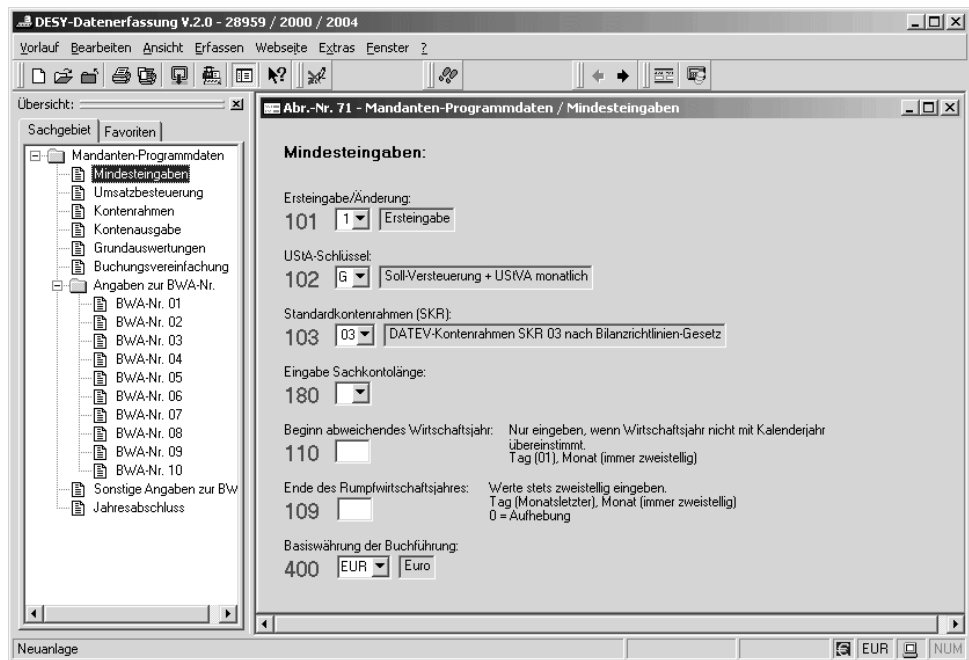 DESY-Datenerfassung V.2.0 - 28959 / 2000 / 2004
Vorlauf Bearbeiten Ansicht Erfassen Webseite Extras Fenster ?
Übersicht:
Sachgebiet Favoriten
Mandanten-Programmdaten
Mindesteingaben
Umsatzbesteuerung
Kontenrahmen
Kontenausgabe
Grundauswertungen
Buchungsvereinfachung
Angaben zur BWA-Nr.
BWA-Nr. 01
BWA-Nr. 02
BWA-Nr. 03
BWA-Nr. 04
BWA-Nr. 05
BWA-Nr. 06
BWA-Nr. 07
BWA-Nr. 08
BWA-Nr. 09
BWA-Nr. 10
Sonstige Angaben zur BW
Jahresabschluss
Abr.-Nr. 71 - Mandanten-Programmdaten / Mindesteingaben
Mindesteingaben:
Ersteingabe/Änderung:
101 1 Ersteingabe
UStA-Schlüssel:
102 G Soll-Versteuerung + UStVA monatlich
Standardkontenrahmen (SKR):
103 03 DATEV-Kontenrahmen SKR 03 nach Bilanzrichtlinien-Gesetz
Eingabe Sachkontolänge:
180
Beginn abweichendes Wirtschaftsjahr:
110
Nur eingeben, wenn Wirtschaftsjahr nicht mit Kalenderjahr
übereinstimmt.
Tag (01), Monat (immer zweistellig)
Ende des Rumpfwirtschaftsjahres:
109
Werte stets zweistellig eingeben.
Tag (Monatsletzter), Monat (immer zweistellig)
0 = Aufhebung
Basiswährung der Buchführung:
400 EUR Euro
Neuanlage
EUR NUM